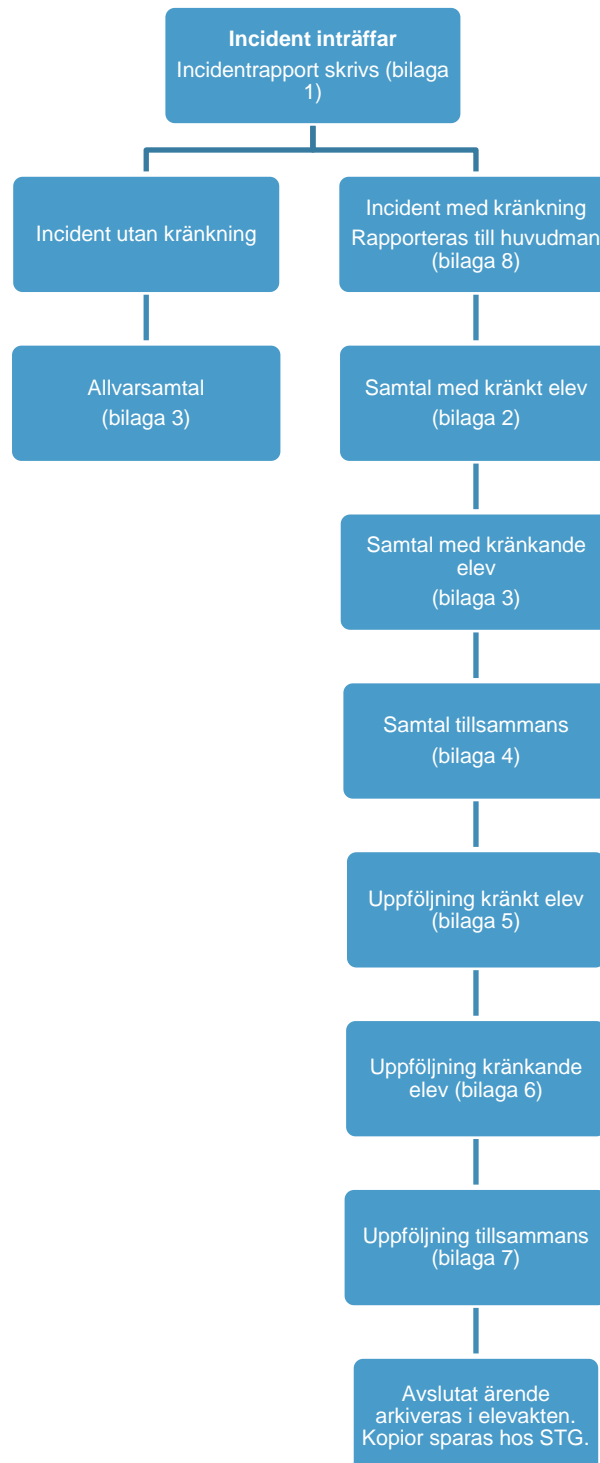 Incident inträffar
Incidentrapport skrivs (bilaga
1)
Incident utan kränkning
Incident med kränkning
Rapporteras till huvudman
(bilaga 8)
Allvarsamtal
(bilaga 3)
Samtal med kränkt elev
(bilaga 2)
Samtal med kränkande
elev
(bilaga 3)
Samtal tillsammans
(bilaga 4)
Uppföljning kränkt elev
(bilaga 5)
Uppföljning kränkande
elev (bilaga 6)
Uppföljning tillsammans
(bilaga 7)
Avslutat ärende
arkiveras i elevakten.
Kopior sparas hos STG.